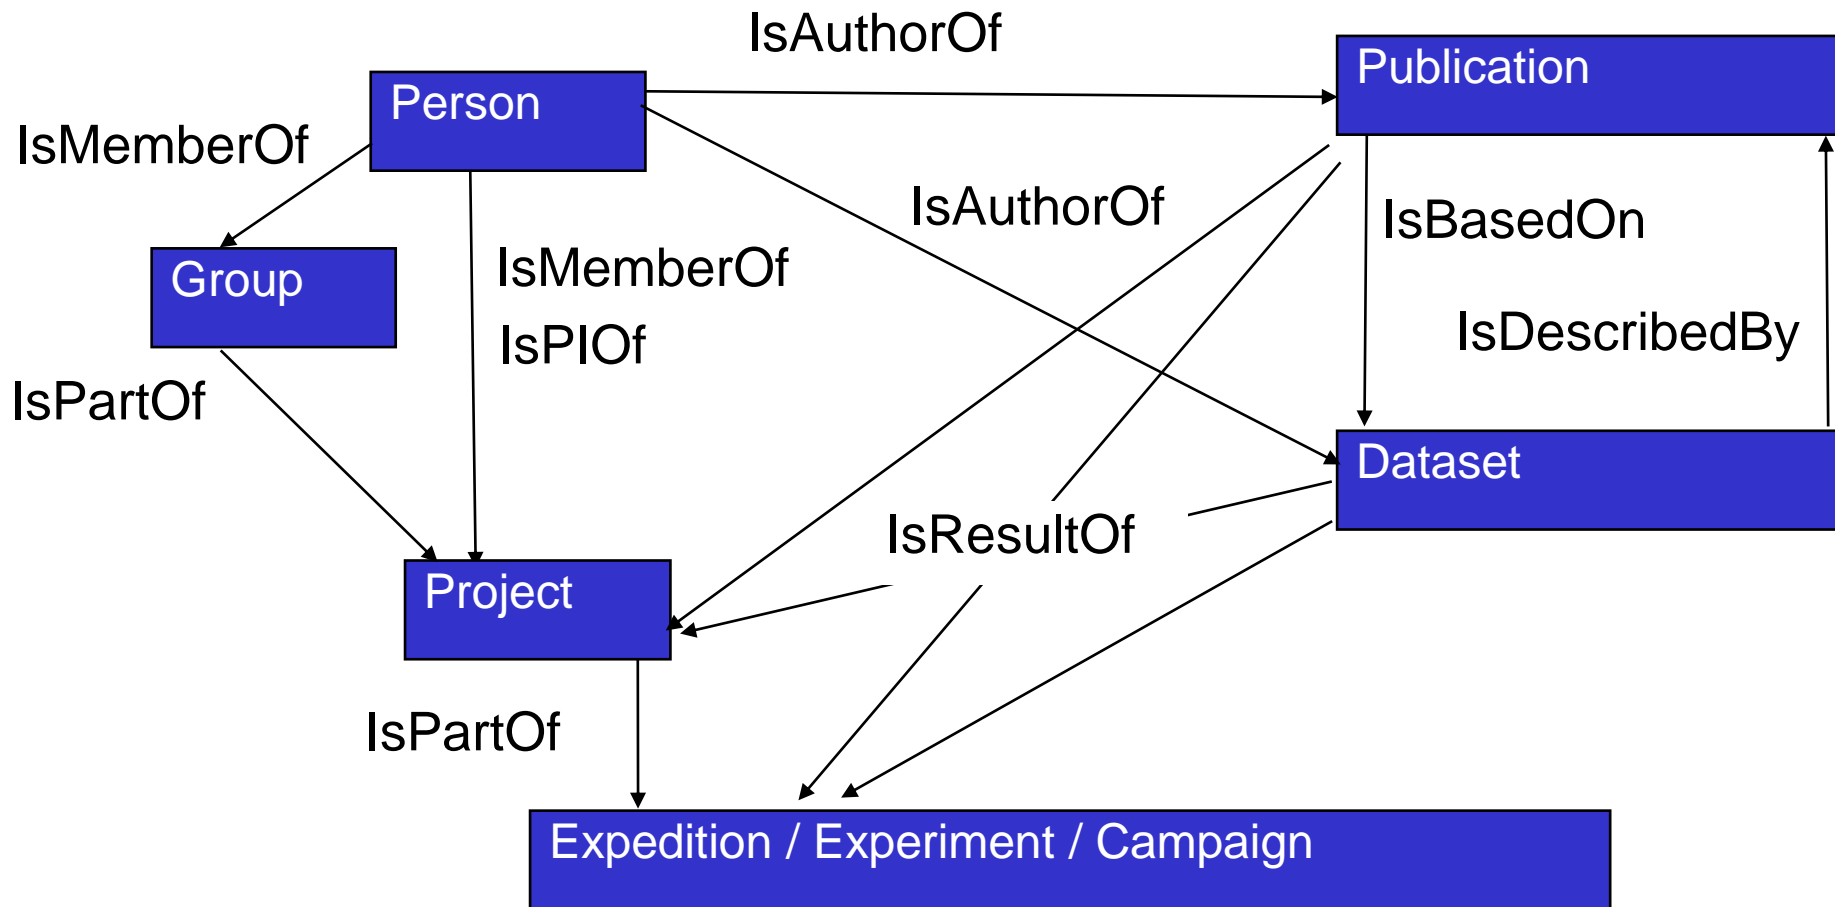 IsAuthorOf
Publication
Person
IsMemberOf
IsAuthorOf
IsBasedOn
Group
IsMemberOf
IsPIOf
IsDescribedBy
IsPartOf
Dataset
IsResultOf
Project
IsPartOf
Expedition / Experiment / Campaign